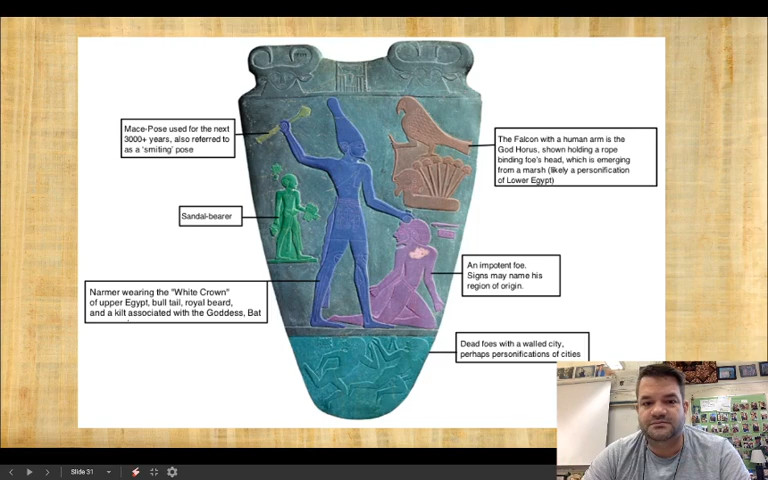 Mace-Pose used for the next
3000+ years, also referred to
as a 'smiting' pose
The Falcon with a human arm is the
God Horus, shown holding a rope
binding foe's head, which is emerging
from a marsh (likely a personification
of Lower Egypt)
Sandal-bearer
An impotent foe.
Signs may name his
region of origin.
Narmer wearing the "White Crown"
of upper Egypt, bull tail, royal beard,
and a kilt associated with the Goddess, Bat
Dead foes with a walled city,
perhaps personifications of cities
Slide 31